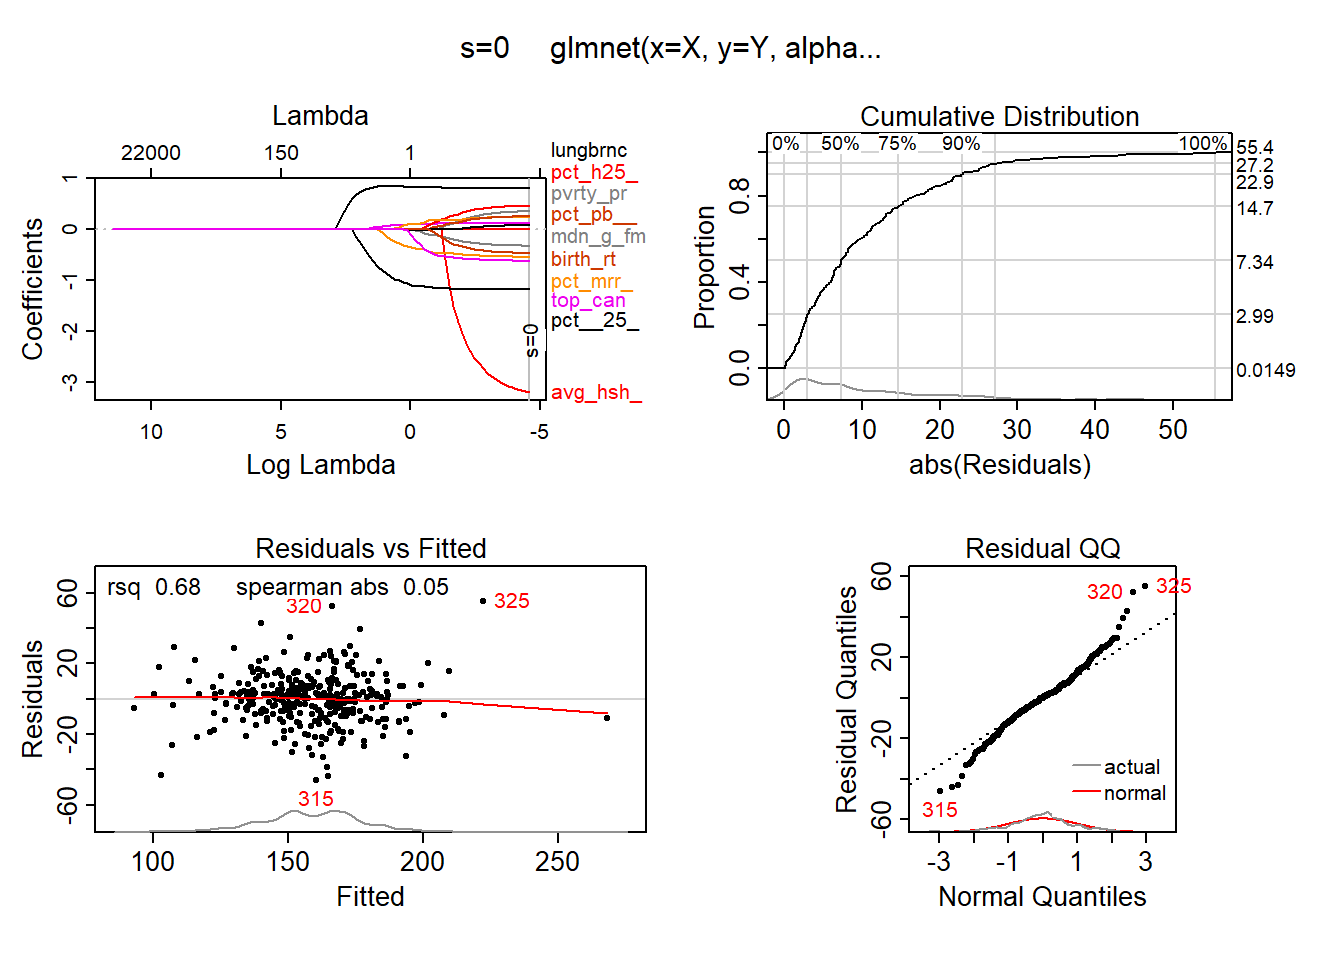 s=0 glmnet(x=X, y=Y, alpha...
Lambda
22000 150 1
lungbrnc
pct_h25_
pvrty_pr
pct_pb__
mdn_g_fm
birth_rt
pct_mrr_
top_can
pct__25_
avg_hsh_
s=0
Coefficients
1
0
-1
-2
-3
10 5 0 -5
Log Lambda
Cumulative Distribution
0% 50% 75% 90% 100%
55.4
27.2
22.9
14.7
7.34
2.99
0.0149
Proportion
0.8
0.4
0.0
0 10 20 30 40 50
abs(Residuals)
Residuals vs Fitted
rsq 0.68 spearman abs 0.05
320
325
315
Residuals
60
20
-20
-60
100 150 200 250
Fitted
Residual QQ
320 325
315
actual
normal
Residual Quantiles
60
20
-20
-60
-3 -1 1 3
Normal Quantiles